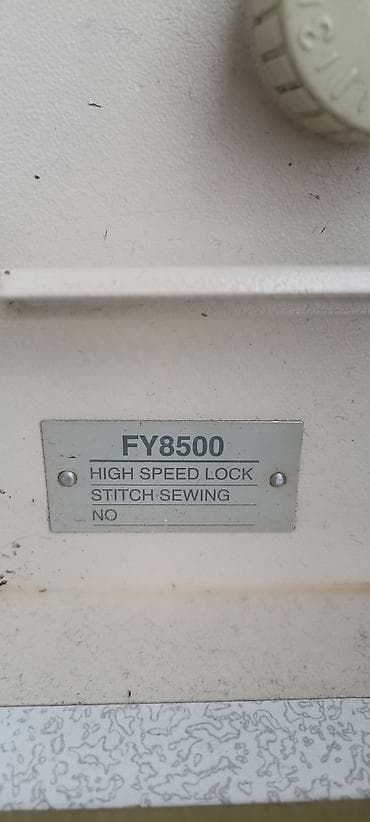 FY8500
HIGH SPEED LOCK
STITCH SEWING
NO